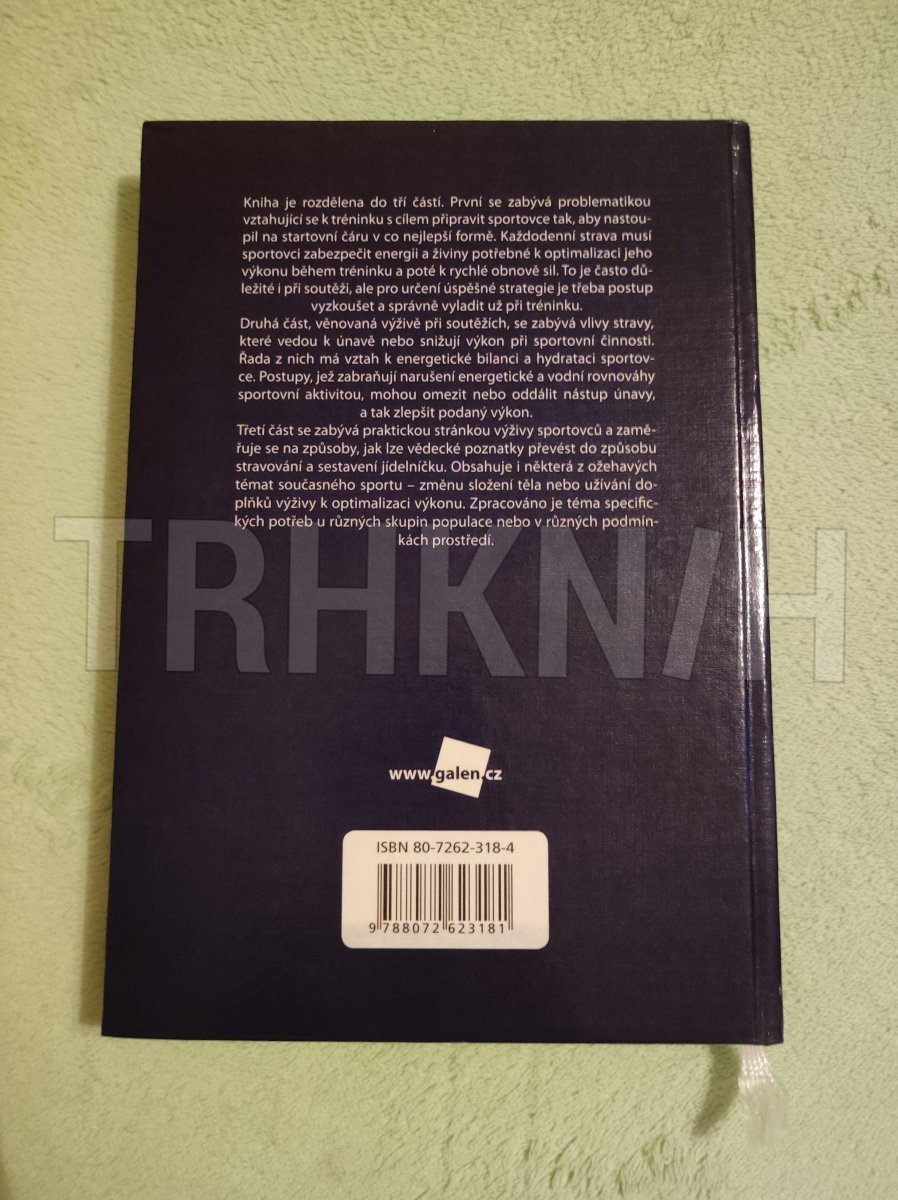 Kniha je rozdělena do tří částí. První se zabývá problematikou
vztahující se k tréninku s cílem připravit sportovce tak, aby nastou-
pil na startovní čáru v co nejlepší formě. Každodenní strava musí
sportovci zabezpečit energii a živiny potřebné k optimalizaci jeho
výkonu během tréninku a poté k rychlé obnově sil. To je často dů-
ležité i při soutěži, ale pro určení úspěšné strategie je třeba postup
vyzkoušet a správně vyladit už při tréninku.
Druhá část, věnovaná výživě při soutěžích, se zabývá vlivy stravy,
které vedou k únavě nebo snižují výkon při sportovní činnosti.
Řada z nich má vztah k energetické bilanci a hydrataci sportov-
ce. Postupy, jež zabraňují narušení energetické a vodní rovnováhy
sportovní aktivitou, mohou omezit nebo oddálit nástup únavy,
a tak zlepšit podaný výkon.
Třetí část se zabývá praktickou stránkou výživy sportovců a zamě-
řuje se na způsoby, jak lze vědecké poznatky převést do způsobu
stravování a sestavení jídelníčku. Obsahuje i některá z ožehavých
témat současného sportu – změnu složení těla nebo užívání do-
plňků výživy k optimalizaci výkonu. Zpracováno je téma specific-
kých potřeb u různých skupin populace nebo v různých podmín-
kách prostředí.
TRHKNIH
www.galen.cz
ISBN 80-7262-318-4
9 788072 623181